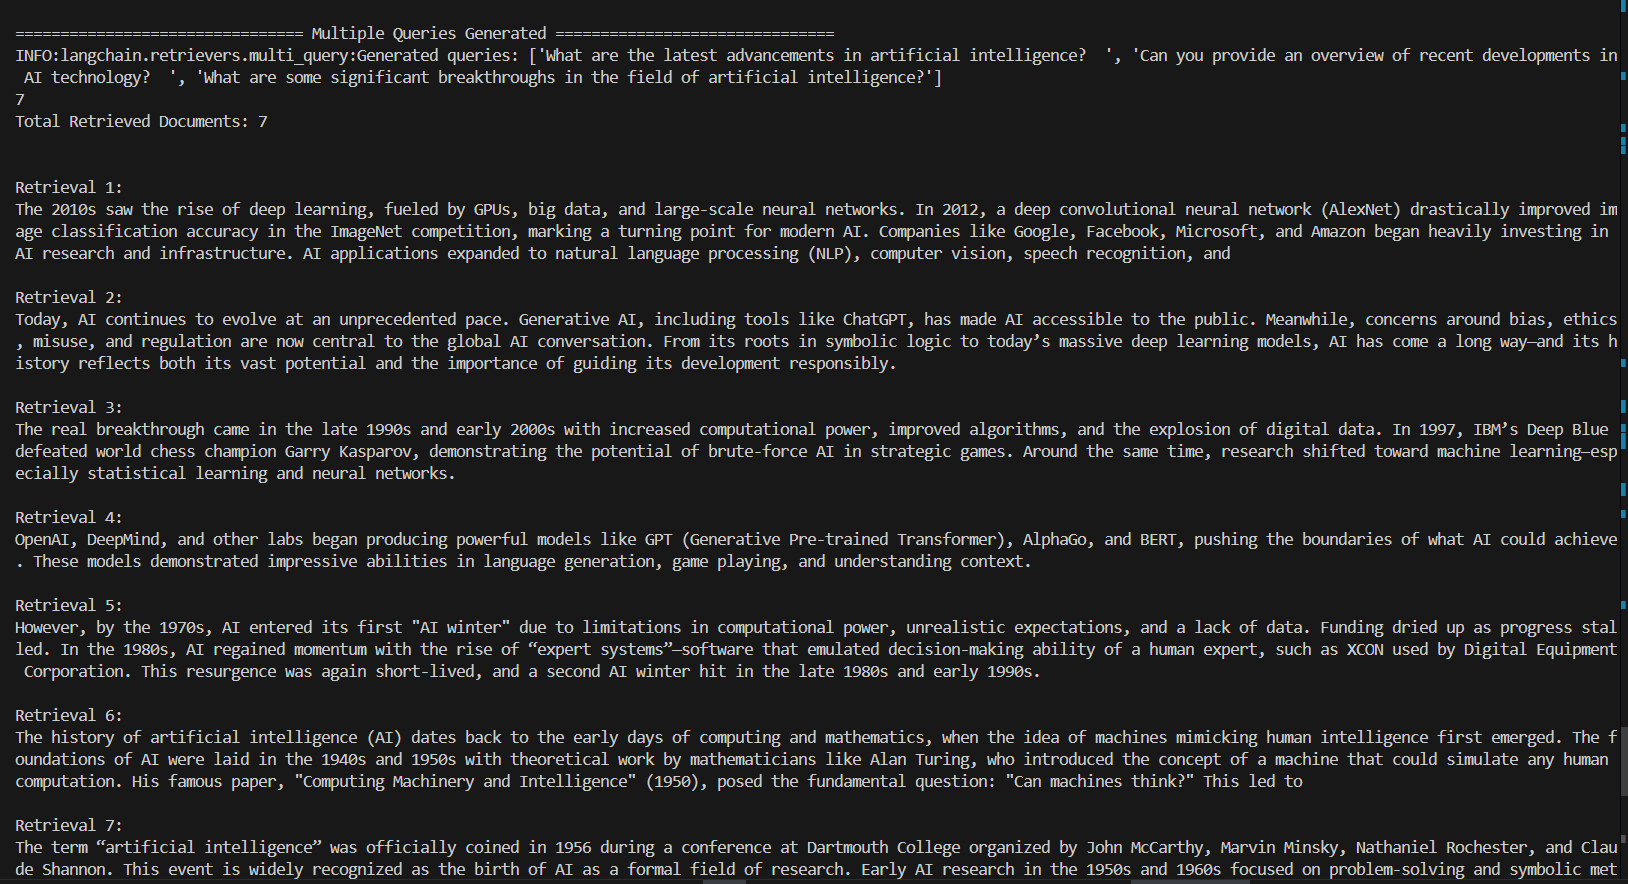 ================================ Multiple Queries Generated ===============================
INFO:langchain.retrievers.multi_query:Generated queries: ['What are the latest advancements in artificial intelligence?  ', 'Can you provide an overview of recent developments in
 AI technology?  ', 'What are some significant breakthroughs in the field of artificial intelligence?']
7
Total Retrieved Documents: 7
Retrieval 1:
The 2010s saw the rise of deep learning, fueled by GPUs, big data, and large-scale neural networks. In 2012, a deep convolutional neural network (AlexNet) drastically improved im
age classification accuracy in the ImageNet competition, marking a turning point for modern AI. Companies like Google, Facebook, Microsoft, and Amazon began heavily investing in
AI research and infrastructure. AI applications expanded to natural language processing (NLP), computer vision, speech recognition, and
Retrieval 2:
Today, AI continues to evolve at an unprecedented pace. Generative AI, including tools like ChatGPT, has made AI accessible to the public. Meanwhile, concerns around bias, ethics
, misuse, and regulation are now central to the global AI conversation. From its roots in symbolic logic to today’s massive deep learning models, AI has come a long way—and its h
istory reflects both its vast potential and the importance of guiding its development responsibly.
Retrieval 3:
The real breakthrough came in the late 1990s and early 2000s with increased computational power, improved algorithms, and the explosion of digital data. In 1997, IBM’s Deep Blue
defeated world chess champion Garry Kasparov, demonstrating the potential of brute-force AI in strategic games. Around the same time, research shifted toward machine learning—esp
ecially statistical learning and neural networks.
Retrieval 4:
OpenAI, DeepMind, and other labs began producing powerful models like GPT (Generative Pre-trained Transformer), AlphaGo, and BERT, pushing the boundaries of what AI could achieve
. These models demonstrated impressive abilities in language generation, game playing, and understanding context.
Retrieval 5:
However, by the 1970s, AI entered its first "AI winter" due to limitations in computational power, unrealistic expectations, and a lack of data. Funding dried up as progress stal
led. In the 1980s, AI regained momentum with the rise of “expert systems”—software that emulated decision-making ability of a human expert, such as XCON used by Digital Equipment
 Corporation. This resurgence was again short-lived, and a second AI winter hit in the late 1980s and early 1990s.
Retrieval 6:
The history of artificial intelligence (AI) dates back to the early days of computing and mathematics, when the idea of machines mimicking human intelligence first emerged. The f
oundations of AI were laid in the 1940s and 1950s with theoretical work by mathematicians like Alan Turing, who introduced the concept of a machine that could simulate any human
computation. His famous paper, "Computing Machinery and Intelligence" (1950), posed the fundamental question: "Can machines think?" This led to
Retrieval 7:
The term “artificial intelligence” was officially coined in 1956 during a conference at Dartmouth College organized by John McCarthy, Marvin Minsky, Nathaniel Rochester, and Clau
de Shannon. This event is widely recognized as the birth of AI as a formal field of research. Early AI research in the 1950s and 1960s focused on problem-solving and symbolic met